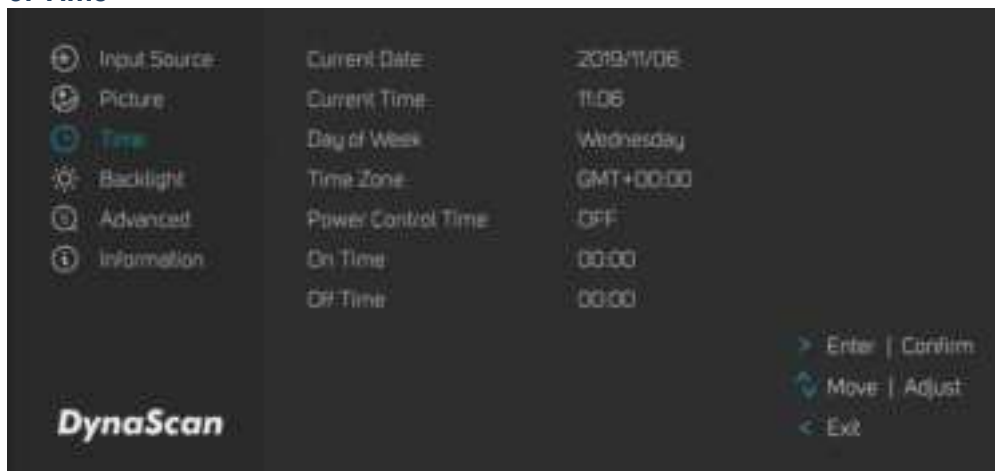 Input Source
Picture
Time
Backlight
Advanced
Information
Current Date 2019/11/06
Current Time 11:06
Day of Week Wednesday
Time Zone GMT+00:00
Power Control Time OFF
On Time 00:00
Off Time 00:00
> Enter | Confirm
Move | Adjust
< Exit
DynaScan